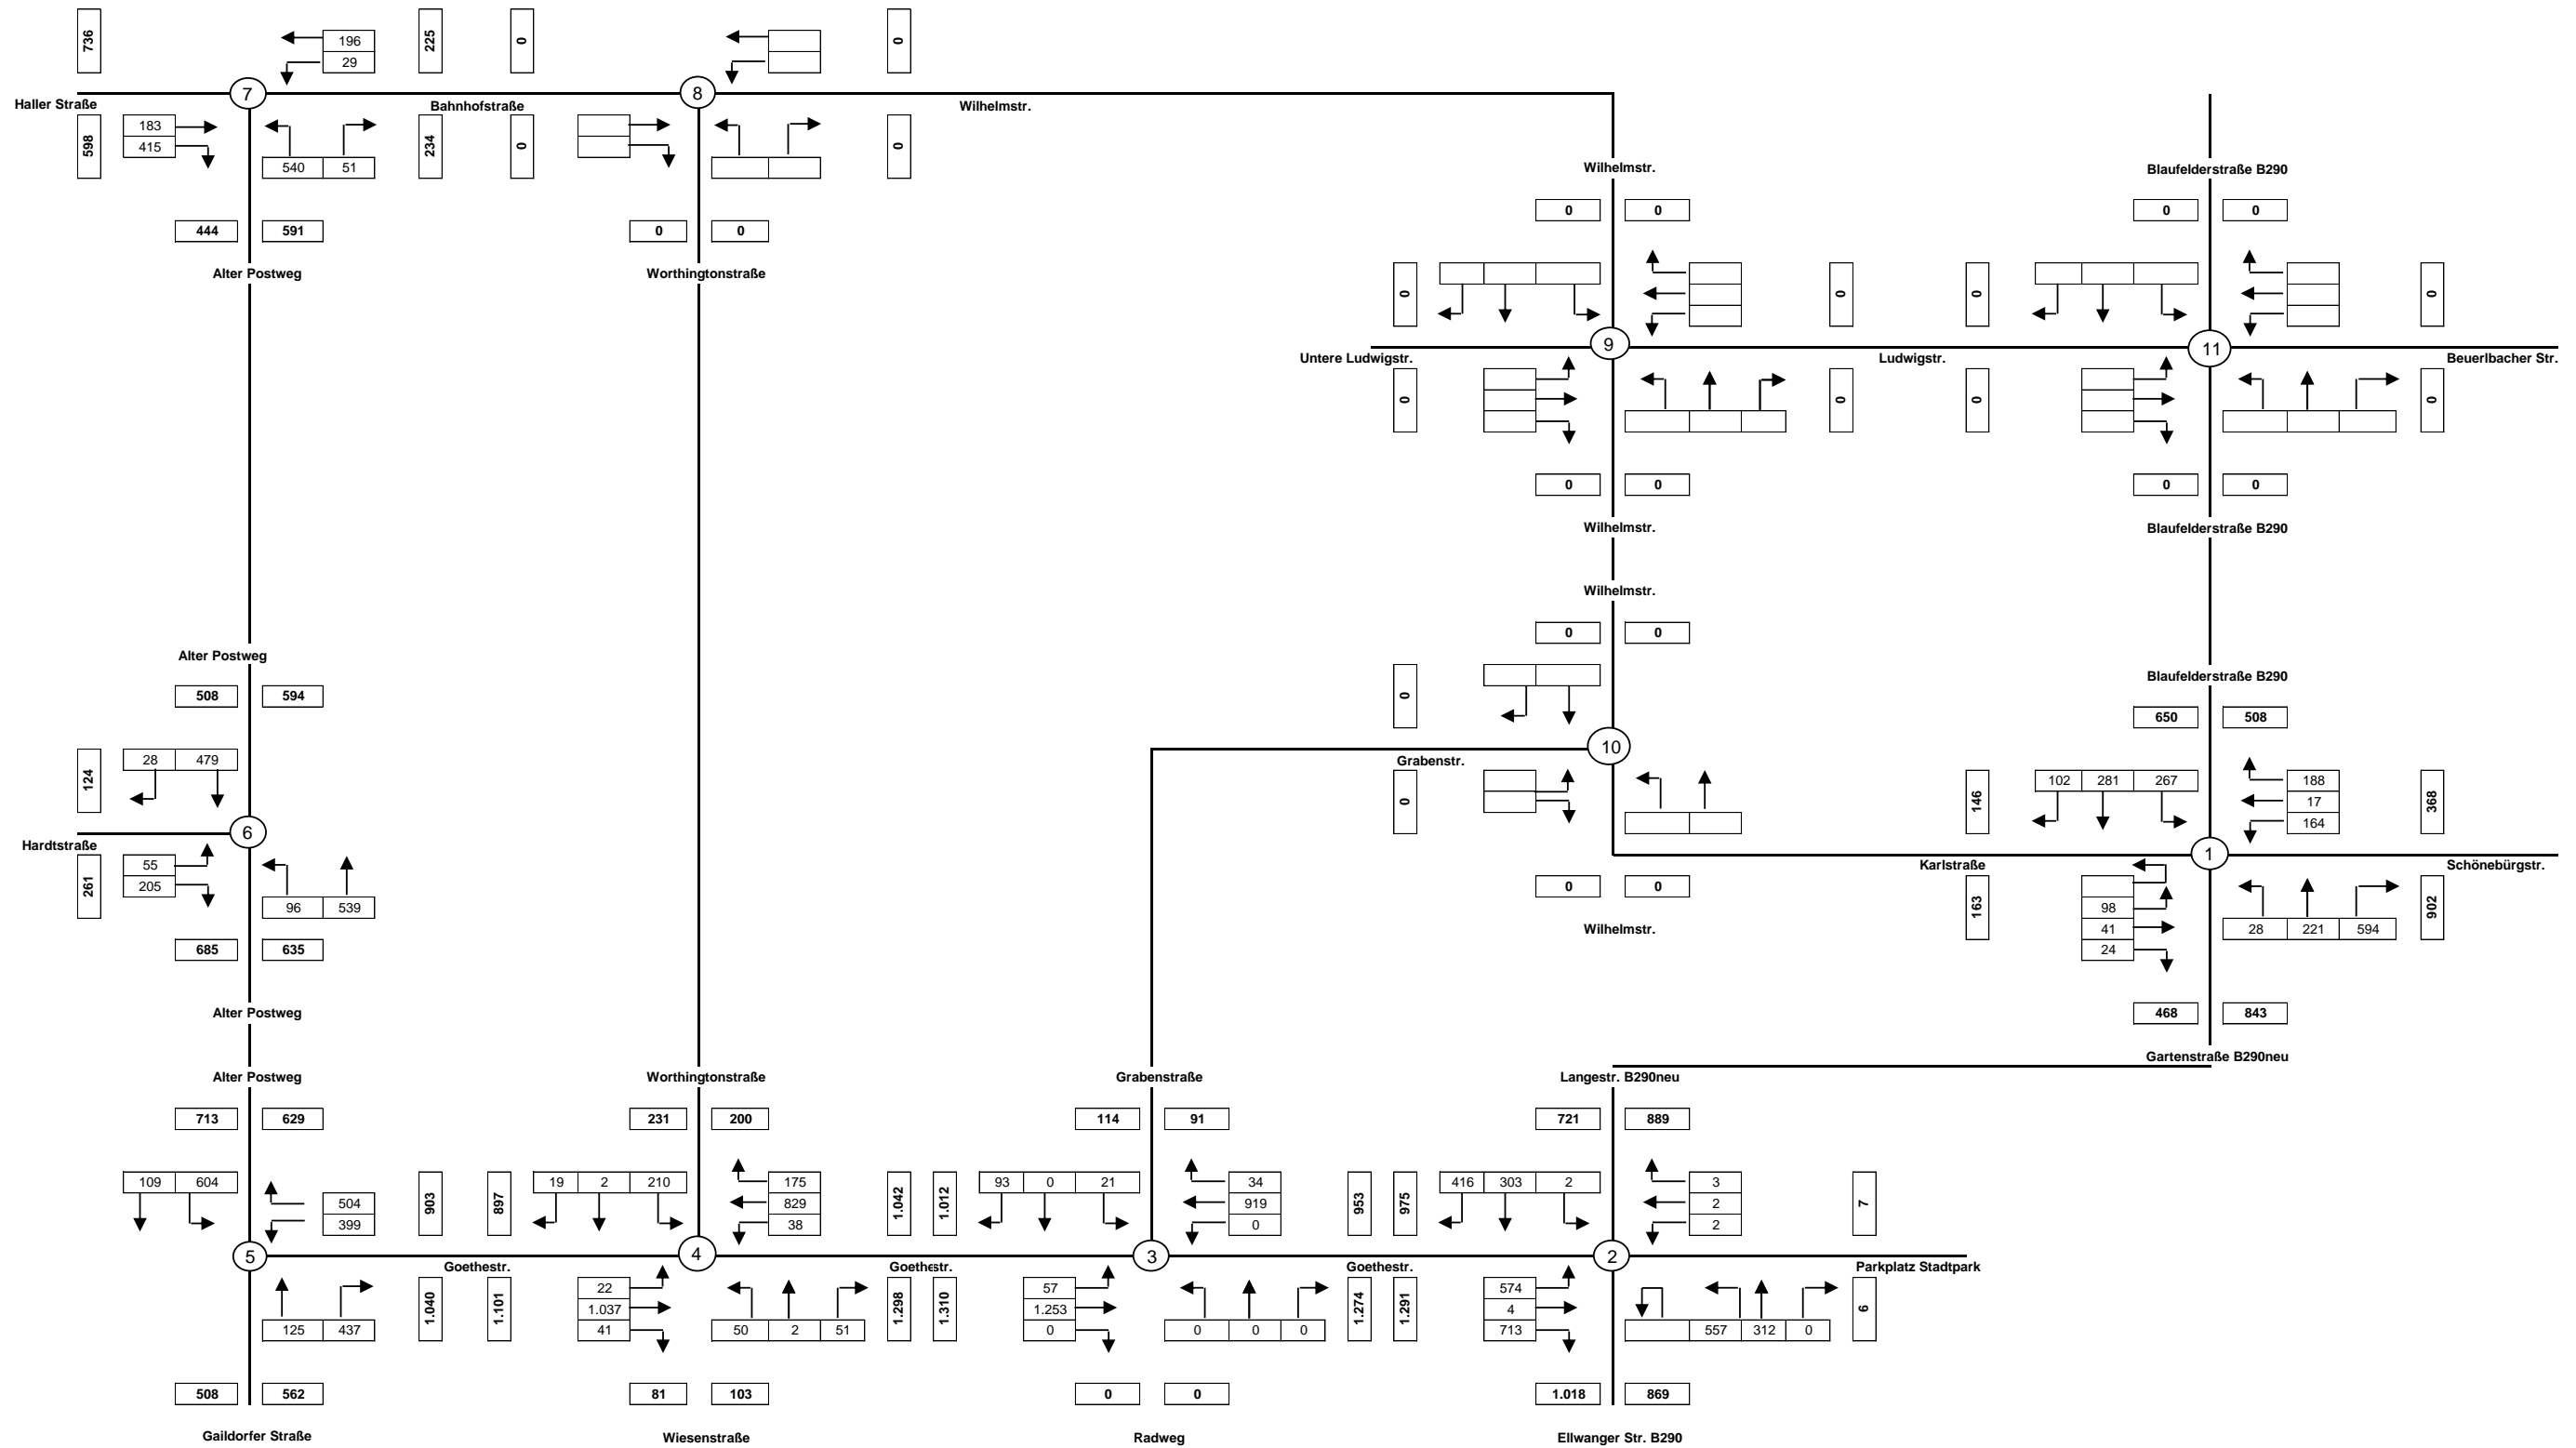 736
196
29
225
0
0
7
8
Haller Straße
Bahnhofstraße
Wilhelmstr.
598
183
415
540 51
234
0
0
444 591
0 0
Alter Postweg
Worthingtonstraße
Wilhelmstr.
Blaufelderstraße B290
0 0
0 0
0
0
0
0
9
11
Untere Ludwigstr.
Ludwigstr.
Beuerlbacher Str.
0
0
0
0
0 0
0 0
Wilhelmstr.
Blaufelderstraße B290
Wilhelmstr.
0 0
Alter Postweg
508 594
Blaufelderstraße B290
650 508
0
10
Grabenstr.
0
0 0
Wilhelmstr.
124
28 479
6
Hardtstraße
261
55
205
96 539
685 635
Alter Postweg
146
102 281 267
188
17
164
368
1
Karlstraße
Schönebürgstr.
163
98
41
24
28 221 594
902
468 843
Gartenstraße B290neu
Alter Postweg
Worthingtonstraße
Grabenstraße
Langestr. B290neu
713 629
231 200
114 91
721 889
109 604
504
399
903
897
19 2 210
175
829
38
1.042
1.012
93 0 21
34
919
0
953
975
416 303 2
3
2
2
7
5
4
3
2
Goethestr.
Goethestr.
Goethestr.
Parkplatz Stadtpark
125 437
1.040
1.101
22
1.037
41
50 2 51
1.298
1.310
57
1.253
0
0 0 0
1.274
1.291
574
4
713
557 312 0
6
508 562
81 103
0 0
1.018 869
Gaildorfer Straße
Wiesenstraße
Radweg
Ellwanger Str. B290